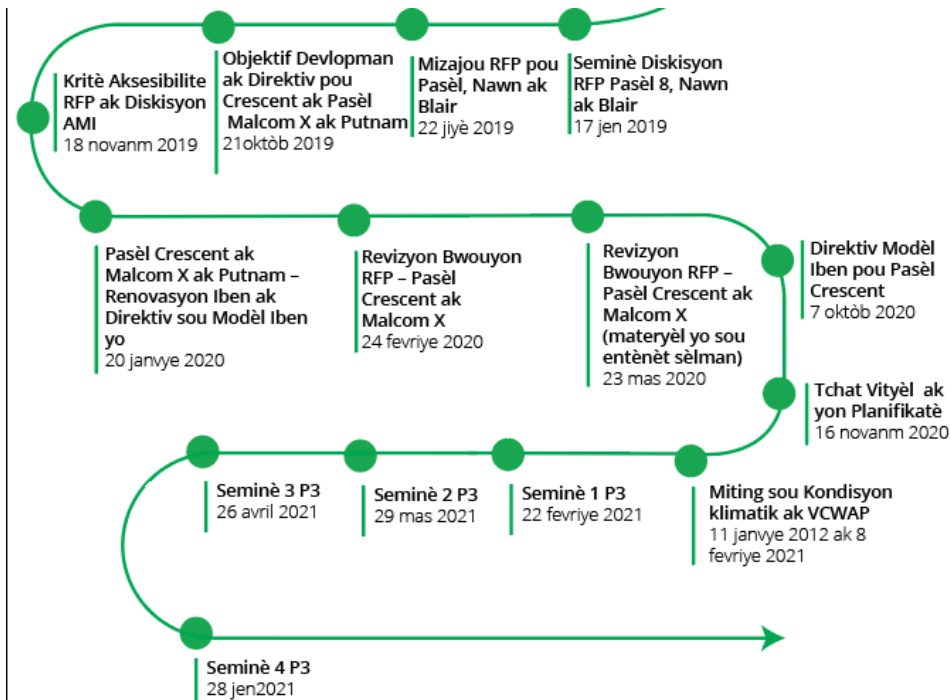 Kritè Aksesibilite
RFP ak Diskisyon
AMI
18 novanm 2019
Objektif Devlopman
ak Direktiv pou
Crescent ak Pasèl
Malcom X ak Putnam
21oktòb 2019
Mizajou RFP pou
Pasèl, Nawn ak
Blair
22 jiyè 2019
Seminè Diskisyon
RFP Pasèl 8, Nawn
ak Blair
17 jen 2019
Pasèl Crescent ak
Malcom X ak Putnam –
Renovasyon Iben ak
Direktiv sou Modèl Iben
yo
20 janvye 2020
Revizyon Bwouyon
RFP – Pasèl
Crescent ak
Malcom X
24 fevriye 2020
Revizyon
Bwouyon RFP –
Pasèl Crescent ak
Malcom X
(materyèl yo sou
entènèt sèlman)
23 mas 2020
Direktiv Modèl
Iben pou Pasèl
Crescent
7 oktòb 2020
Tchat Vityèl ak
yon Planifikatè
16 novanm 2020
Seminè 3 P3
26 avril 2021
Seminè 2 P3
29 mas 2021
Seminè 1 P3
22 fevriye 2021
Miting sou Kondisyon
klimatik ak VCWAP
11 janvye 2012 ak 8
fevriye 2021
Seminè 4 P3
28 jen2021